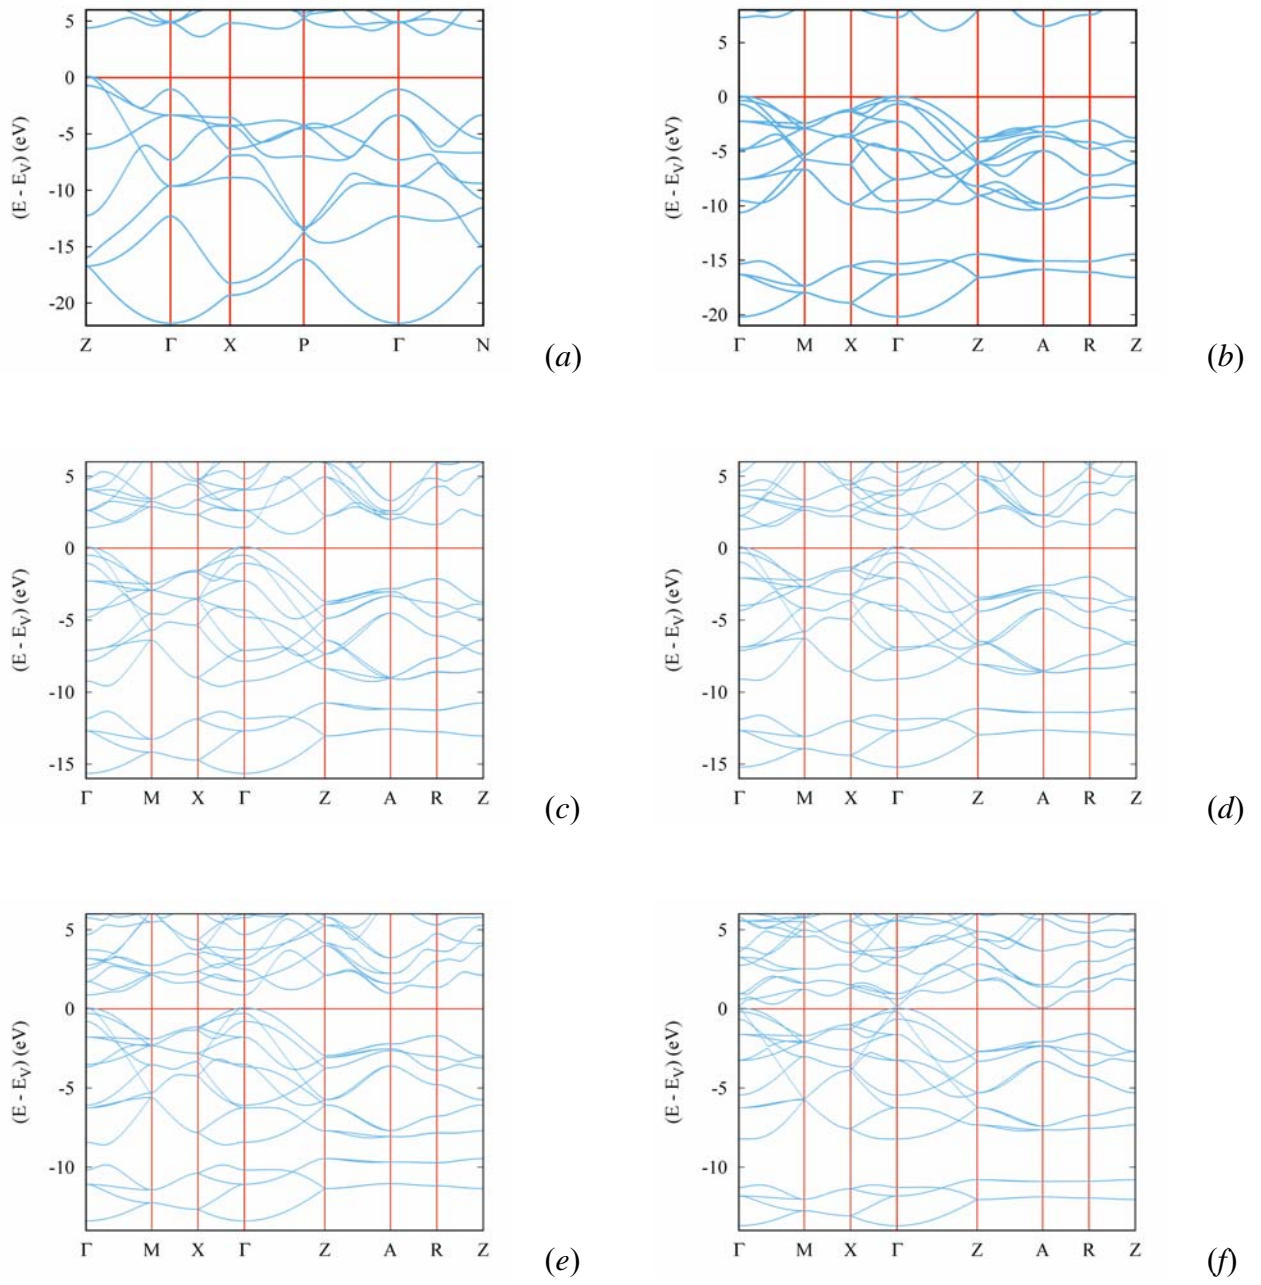 5
0
-5
-10
-15
-20
(E - E_V) (eV)
Z Γ X P Γ N
(a)
5
0
-5
-10
-15
-20
(E - E_V) (eV)
Γ M X Γ Z A R Z
(b)
5
0
-5
-10
-15
(E - E_V) (eV)
Γ M X Γ Z A R Z
(c)
5
0
-5
-10
-15
(E - E_V) (eV)
Γ M X Γ Z A R Z
(d)
5
0
-5
-10
(E - E_V) (eV)
Γ M X Γ Z A R Z
(e)
5
0
-5
-10
(E - E_V) (eV)
Γ M X Γ Z A R Z
(f)